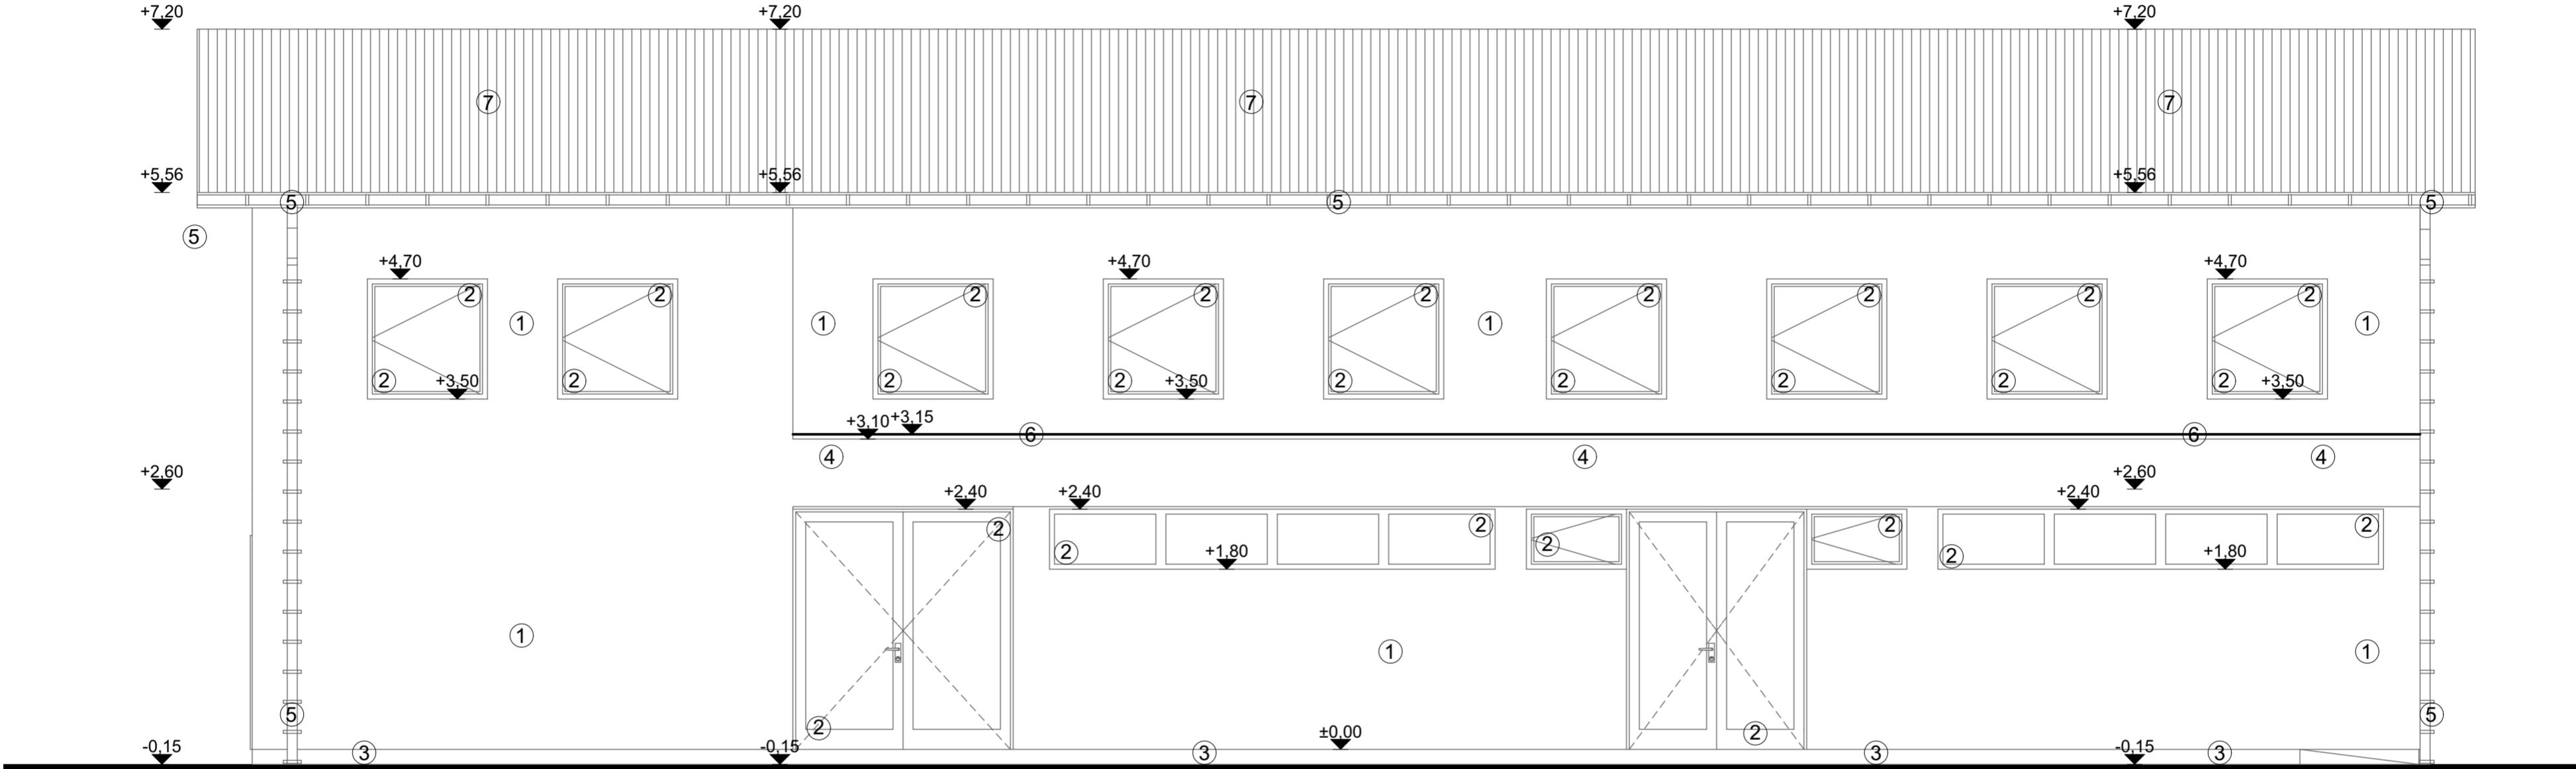 +7,20 +7,20 +7,20
7 7 7
+5,56 +5,56 +5,56
5 5 5
5
+4,70 +4,70 +4,70
2 2 2 2 2 2 2 2 2
1 1 1 1
2 2 2 2 2 2 2 2 2
+3,50 +3,50 +3,50
+3,10 +3,15
6 6
4 4 4
+2,60 +2,60
+2,40 +2,40 +2,40
2 2 2 2
2 2 2
+1,80 +1,80
2
1 1 1
5 5
2 2
±0,00
-0,15 -0,15 -0,15
3 3 3 3